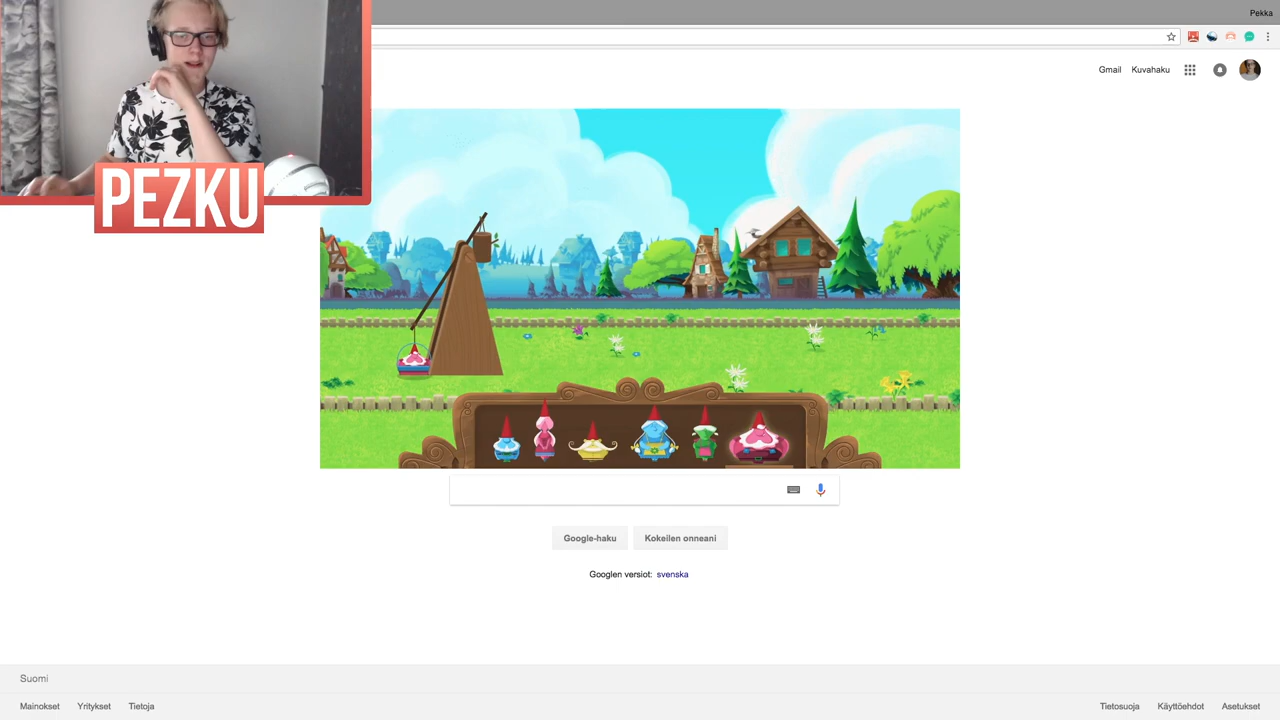 Pekka
Gmail Kuvahaku
PEZKU
Google-haku Kokeilen onneani
Googlen versiot: svenska
Suomi
Mainokset Yritykset Tietoja
Tietosuoja Käyttöehdot Asetukset